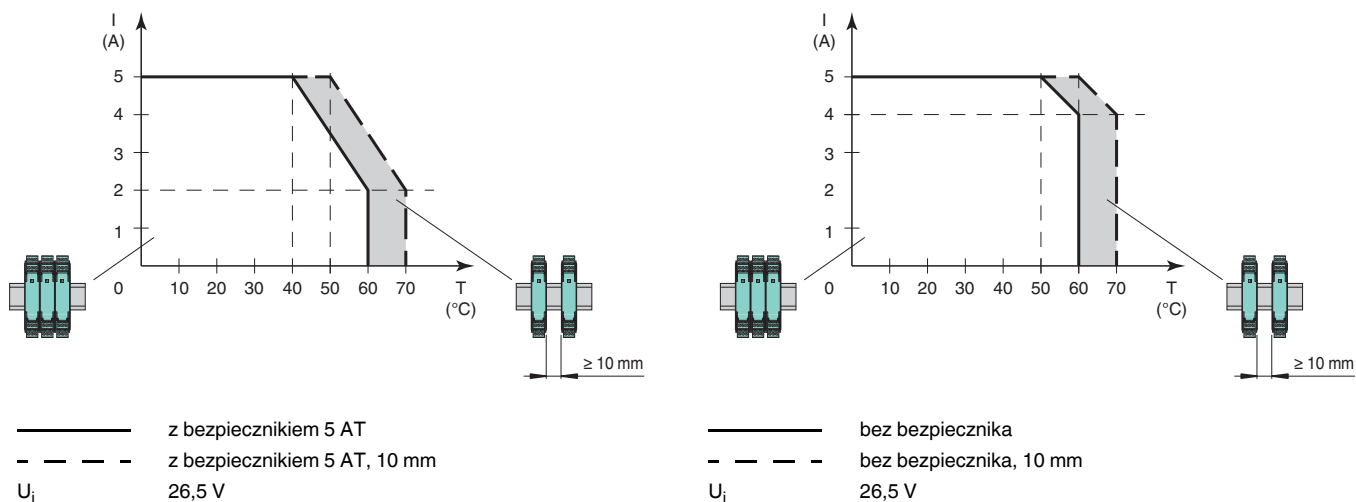 I
(A)
5
4
3
2
1
0
10 20 30 40 50 60 70 T
(°C)
≥ 10 mm
z bezpiecznikiem 5 AT
z bezpiecznikiem 5 AT, 10 mm
Ui 26,5 V
I
(A)
5
4
3
2
1
0
10 20 30 40 50 60 70 T
(°C)
≥ 10 mm
bez bezpiecznika
bez bezpiecznika, 10 mm
Ui 26,5 V